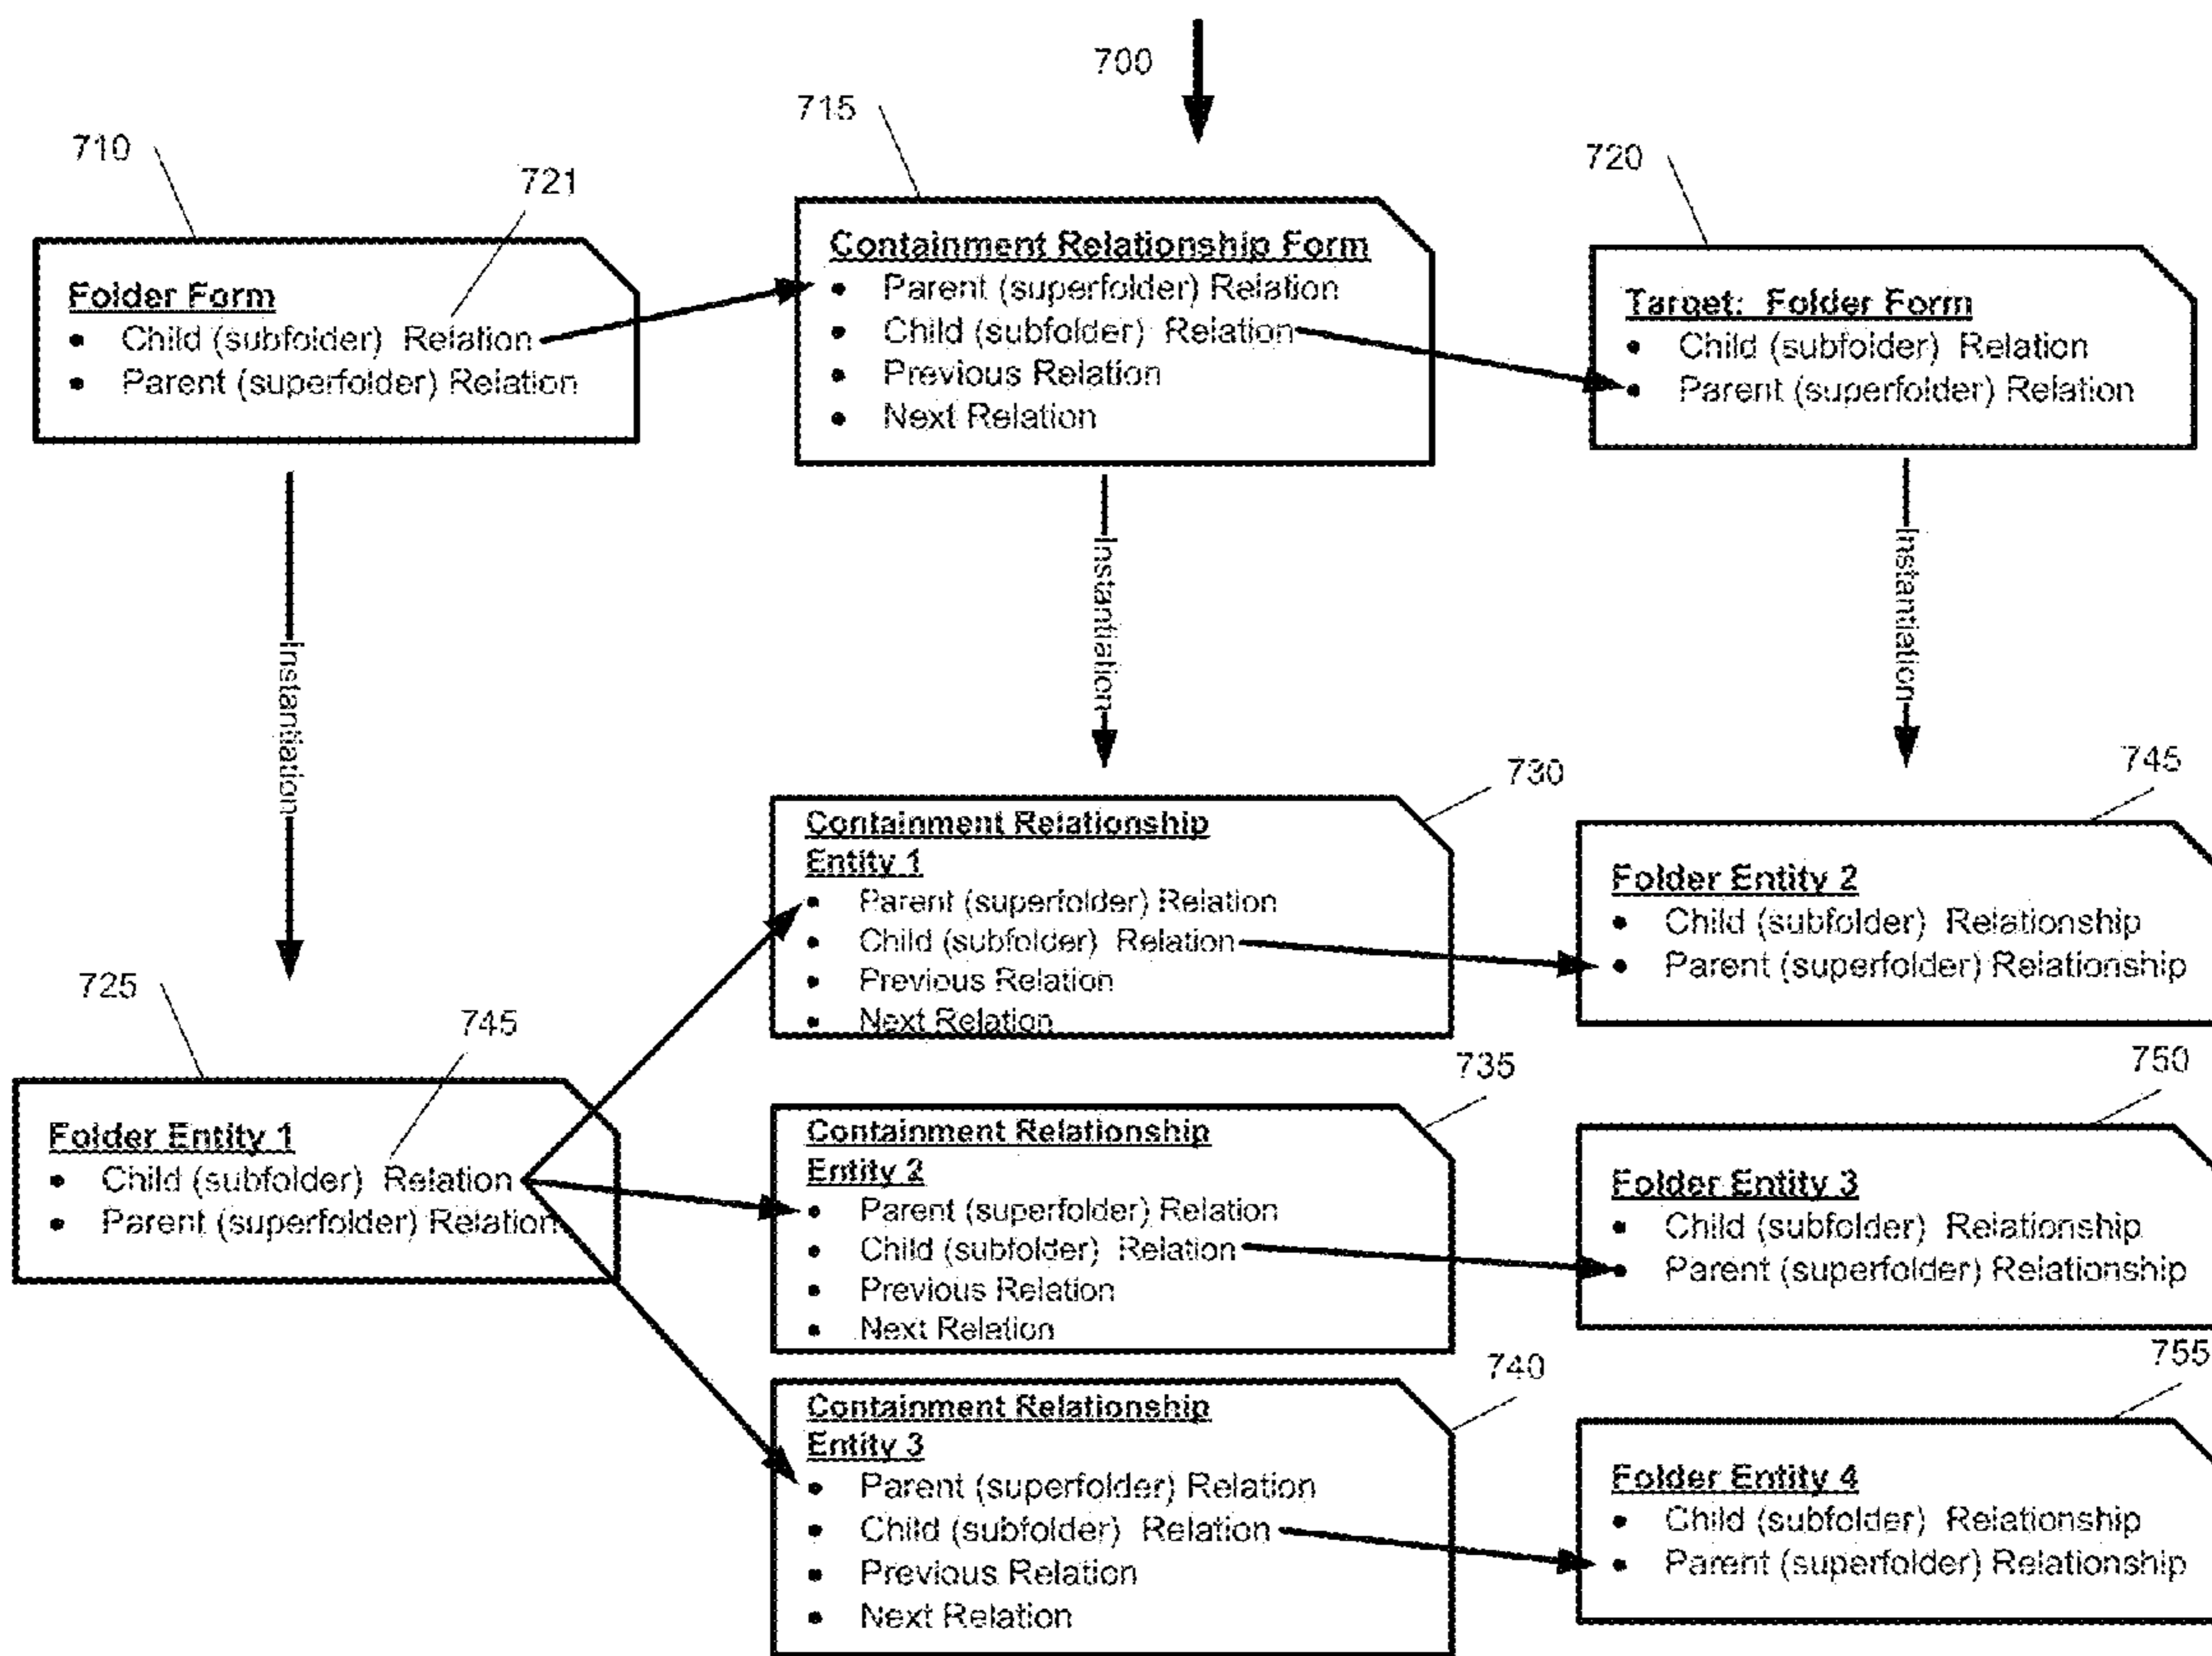 700
715
710
721
720
Folder Form
• Child (subfolder) Relation
• Parent (superfolder) Relation
Containment Relationship Form
• Parent (superfolder) Relation
• Child (subfolder) Relation
• Previous Relation
• Next Relation
Target: Folder Form
• Child (subfolder) Relation
• Parent (superfolder) Relation
Instantiation
Instantiation
Instantiation
730
745
Containment Relationship
Entity 1
• Parent (superfolder) Relation
• Child (subfolder) Relation
• Previous Relation
• Next Relation
Folder Entity 2
• Child (subfolder) Relationship
• Parent (superfolder) Relationship
725
745
Folder Entity 1
• Child (subfolder) Relation
• Parent (superfolder) Relation
735
750
Containment Relationship
Entity 2
• Parent (superfolder) Relation
• Child (subfolder) Relation
• Previous Relation
• Next Relation
Folder Entity 3
• Child (subfolder) Relationship
• Parent (superfolder) Relationship
740
755
Containment Relationship
Entity 3
• Parent (superfolder) Relation
• Child (subfolder) Relation
• Previous Relation
• Next Relation
Folder Entity 4
• Child (subfolder) Relationship
• Parent (superfolder) Relationship